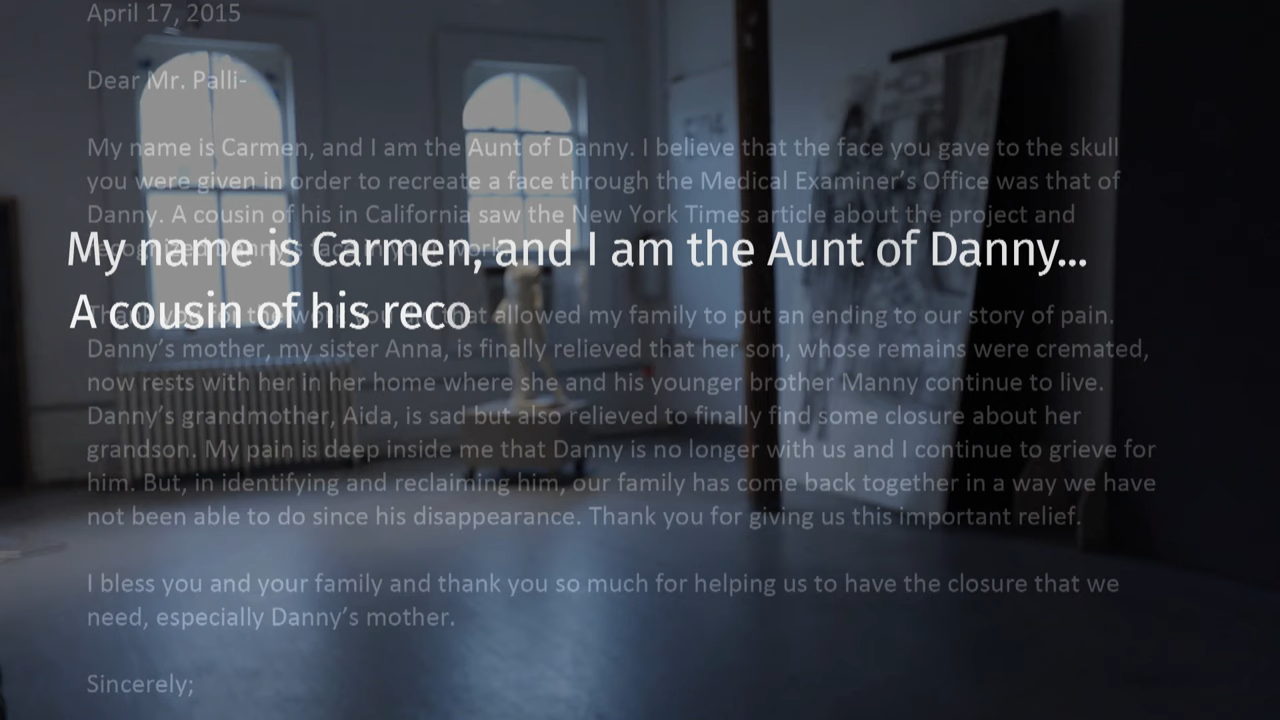 April 17, 2015
Dear Mr. Palli-
My name is Carmen, and I am the Aunt of Danny. I believe that the face you gave to the skull
you were given in order to recreate a face through the Medical Examiner’s Office was that of
Danny. A cousin of his in California saw the New York Times article about the project and
My name is Carmen, and I am the Aunt of Danny...
A cousin of his reco
that allowed my family to put an ending to our story of pain.
Danny’s mother, my sister Anna, is finally relieved that her son, whose remains were cremated,
now rests with her in her home where she and his younger brother Manny continue to live.
Danny’s grandmother, Aida, is sad but also relieved to finally find some closure about her
grandson. My pain is deep inside me that Danny is no longer with us and I continue to grieve for
him. But, in identifying and reclaiming him, our family has come back together in a way we have
not been able to do since his disappearance. Thank you for giving us this important relief.
I bless you and your family and thank you so much for helping us to have the closure that we
need, especially Danny’s mother.
Sincerely;